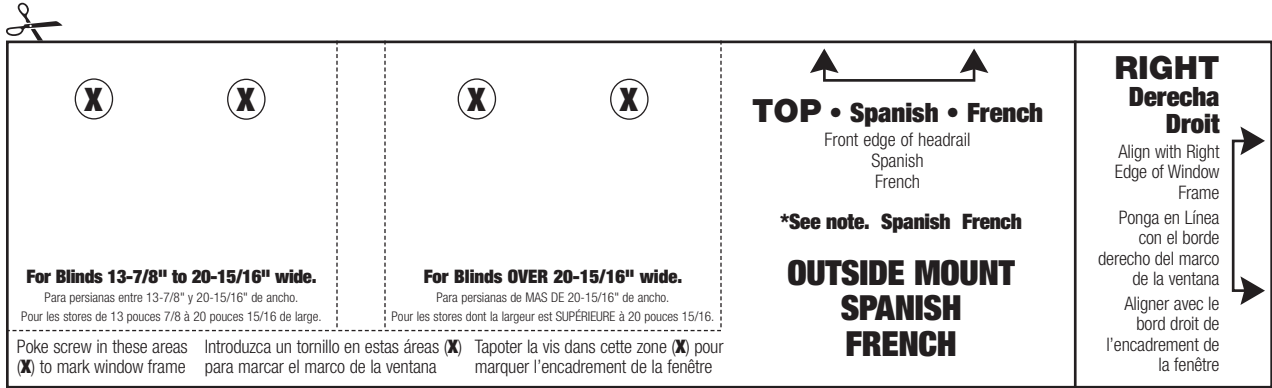 X X
For Blinds 13-7/8" to 20-15/16" wide.
Para persianas entre 13-7/8" y 20-15/16" de ancho.
Pour les stores de 13 pouces 7/8 à 20 pouces 15/16 de large.
X X
For Blinds OVER 20-15/16" wide.
Para persianas de MAS DE 20-15/16" de ancho.
Pour les stores dont la largeur est SUPÉRIEURE à 20 pouces 15/16.
Poke screw in these areas
(X) to mark window frame
Introduzca un tornillo en estas áreas (X)
para marcar el marco de la ventana
Tapoter la vis dans cette zone (X) pour
marquer l'encadrement de la fenêtre
TOP • Spanish • French
Front edge of headrail
Spanish
French
*See note. Spanish French
OUTSIDE MOUNT
SPANISH
FRENCH
RIGHT
Derecha
Droit
Align with Right
Edge of Window
Frame
Ponga en Línea
con el borde
derecho del marco
de la ventana
Aligner avec le
bord droit de
l'encadrement de
la fenêtre